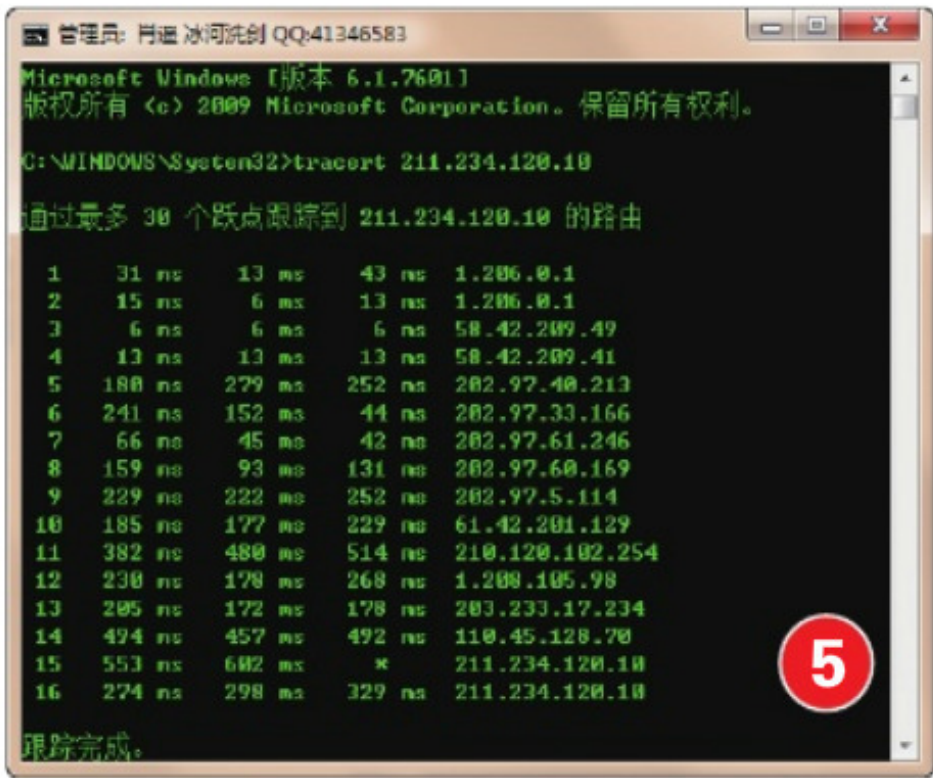 管理员: 肖遥 冰河洗剑 QQ:41346583
Microsoft Windows [版本 6.1.7601]
版权所有 (c) 2009 Microsoft Corporation。保留所有权利。
C:\WINDOWS\System32>tracert 211.234.120.10
通过最多 30 个跃点跟踪到 211.234.120.10 的路由
1 31 ms 13 ms 43 ms 1.206.0.1
2 15 ms 6 ms 13 ms 1.206.0.1
3 6 ms 6 ms 6 ms 58.42.209.49
4 13 ms 13 ms 13 ms 58.42.209.41
5 180 ms 279 ms 252 ms 202.97.40.213
6 241 ms 152 ms 44 ms 202.97.33.166
7 66 ms 45 ms 42 ms 202.97.61.246
8 159 ms 93 ms 131 ms 202.97.60.169
9 229 ms 222 ms 252 ms 202.97.5.114
10 185 ms 177 ms 229 ms 61.42.201.129
11 382 ms 480 ms 514 ms 210.120.102.254
12 230 ms 178 ms 268 ms 1.208.105.98
13 205 ms 172 ms 178 ms 203.233.17.234
14 494 ms 457 ms 492 ms 110.45.128.70
15 553 ms 602 ms * 211.234.120.10
16 274 ms 298 ms 329 ms 211.234.120.10
5
跟踪完成。